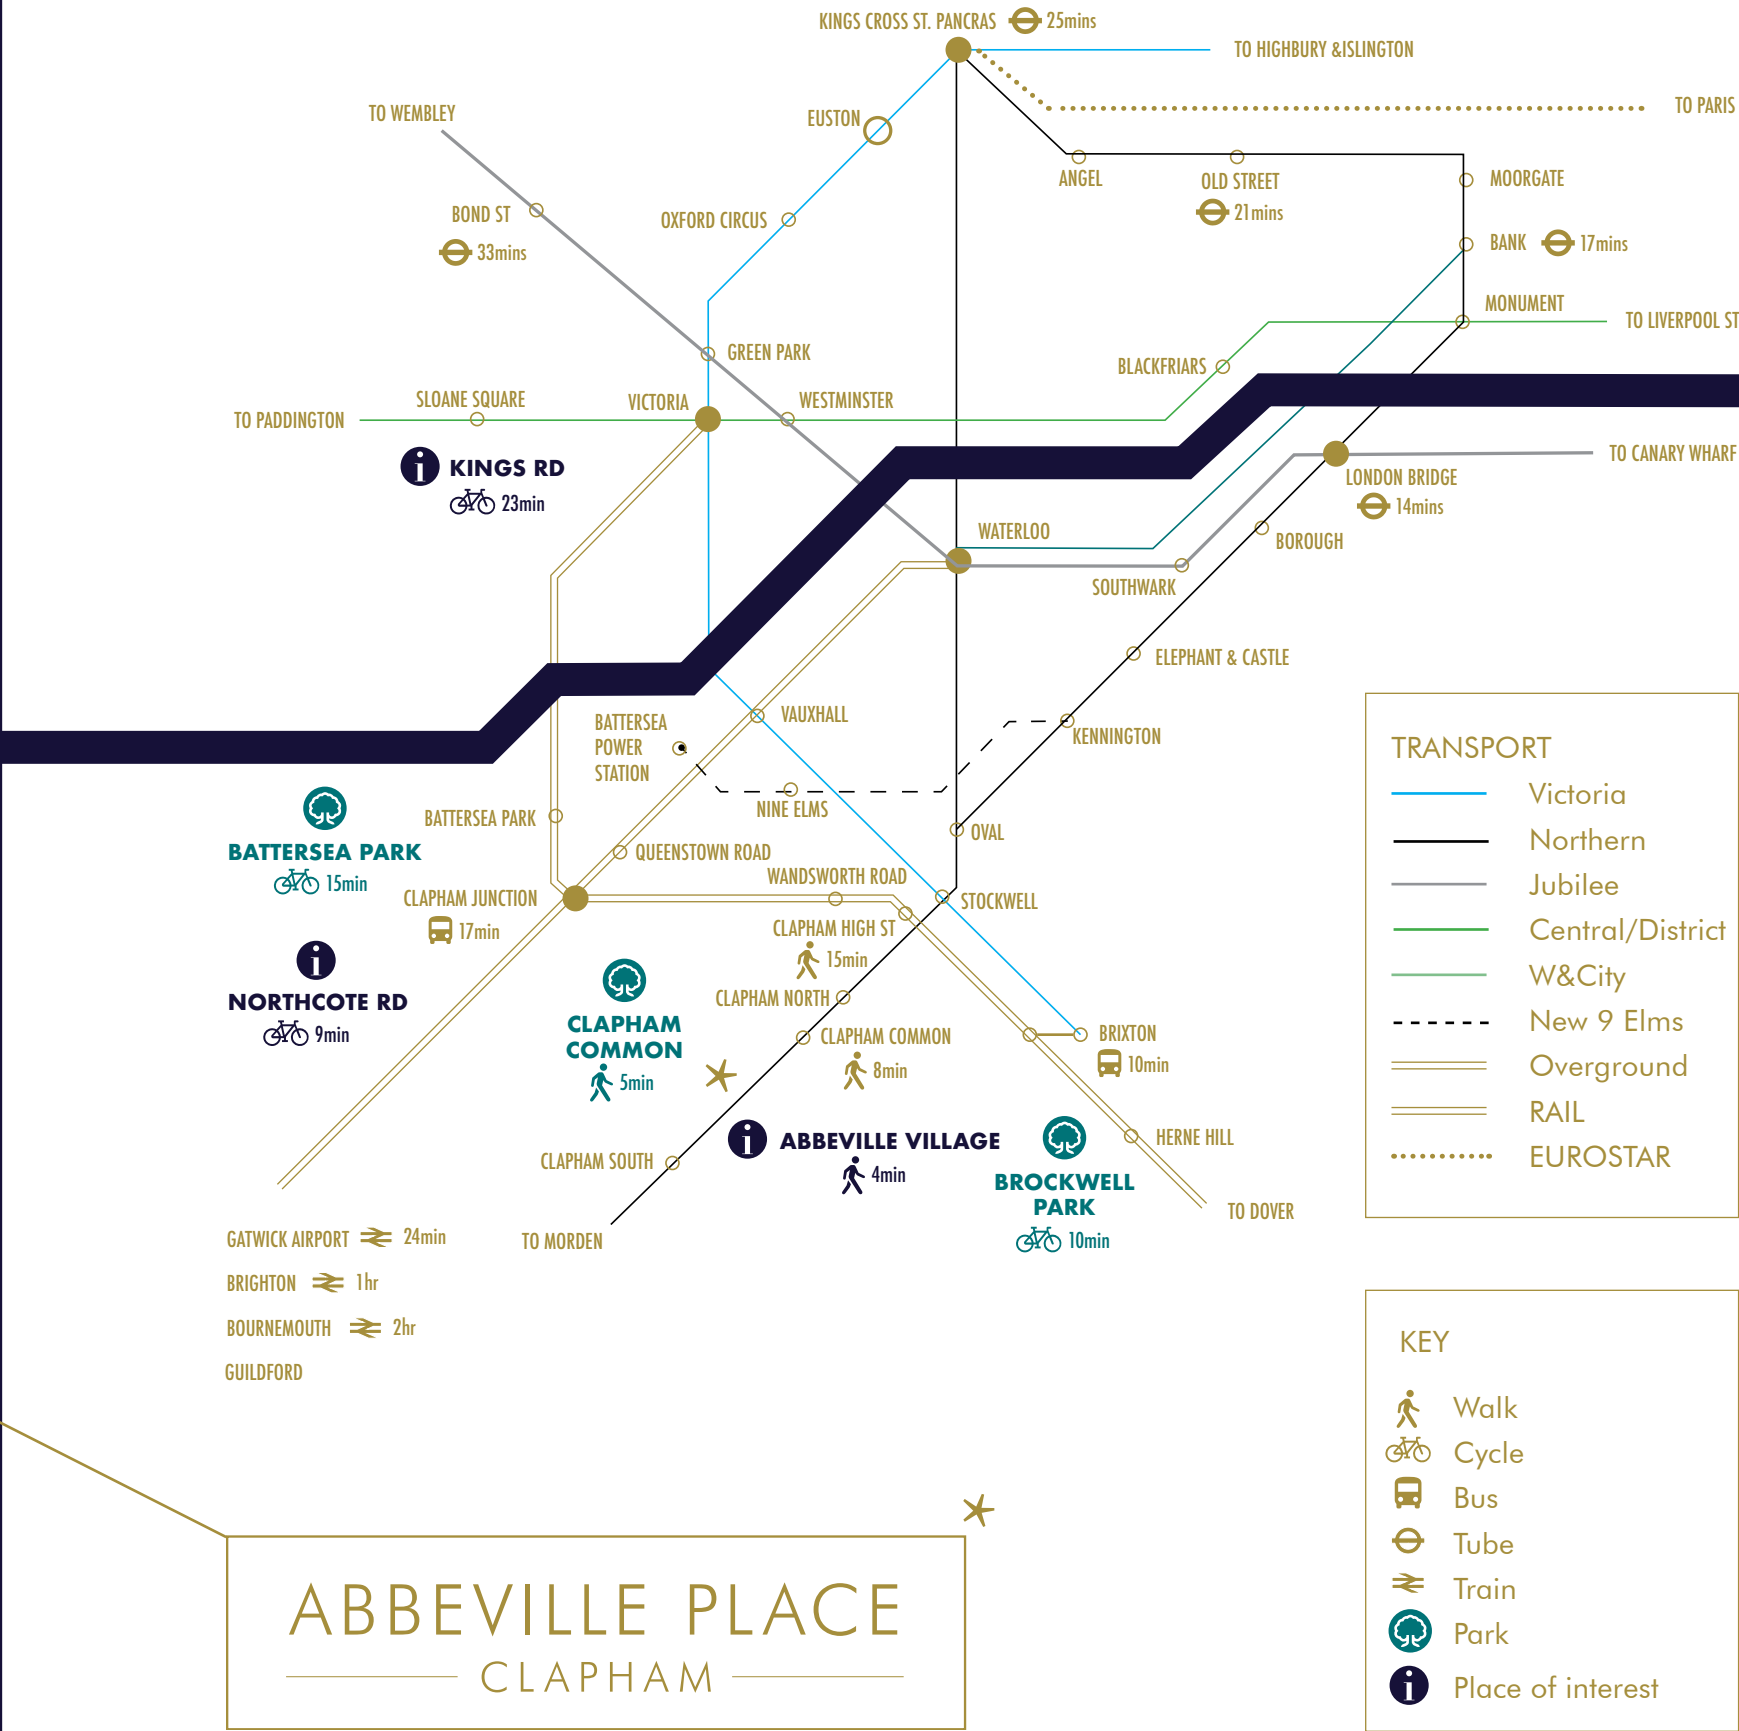 KINGS CROSS ST. PANCRAS 25mins
TO HIGHBURY &ISLINGTON
TO PARIS
TO WEMBLEY
EUSTON
ANGEL
OLD STREET
21mins
MOORGATE
BOND ST
33mins
OXFORD CIRCUS
BANK 17mins
MONUMENT
TO LIVERPOOL ST
GREEN PARK
BLACKFRIARS
SLOANE SQUARE
VICTORIA
WESTMINSTER
TO PADDINGTON
KINGS RD
23min
TO CANARY WHARF
LONDON BRIDGE
14mins
WATERLOO
BOROUGH
SOUTHWARK
ELEPHANT & CASTLE
BATTERSEA
POWER
STATION
VAUXHALL
KENNINGTON
NINE ELMS
BATTERSEA PARK
OVAL
BATTERSEA PARK
15min
QUEENSTOWN ROAD
WANDSWORTH ROAD
CLAPHAM JUNCTION
17min
STOCKWELL
CLAPHAM HIGH ST
15min
NORTHCOTE RD
9min
CLAPHAM NORTH
CLAPHAM
COMMON
5min
CLAPHAM COMMON
8min
BRIXTON
10min
ABBEVILLE VILLAGE
4min
HERNE HILL
CLAPHAM SOUTH
BROCKWELL
PARK
10min
TO DOVER
TO MORDEN
GATWICK AIRPORT 24min
BRIGHTON 1hr
BOURNEMOUTH 2hr
GUILDFORD
TRANSPORT
Victoria
Northern
Jubilee
Central/District
W&City
New 9 Elms
Overground
RAIL
EUROSTAR
KEY
Walk
Cycle
Bus
Tube
Train
Park
Place of interest
ABBEVILLE PLACE
CLAPHAM